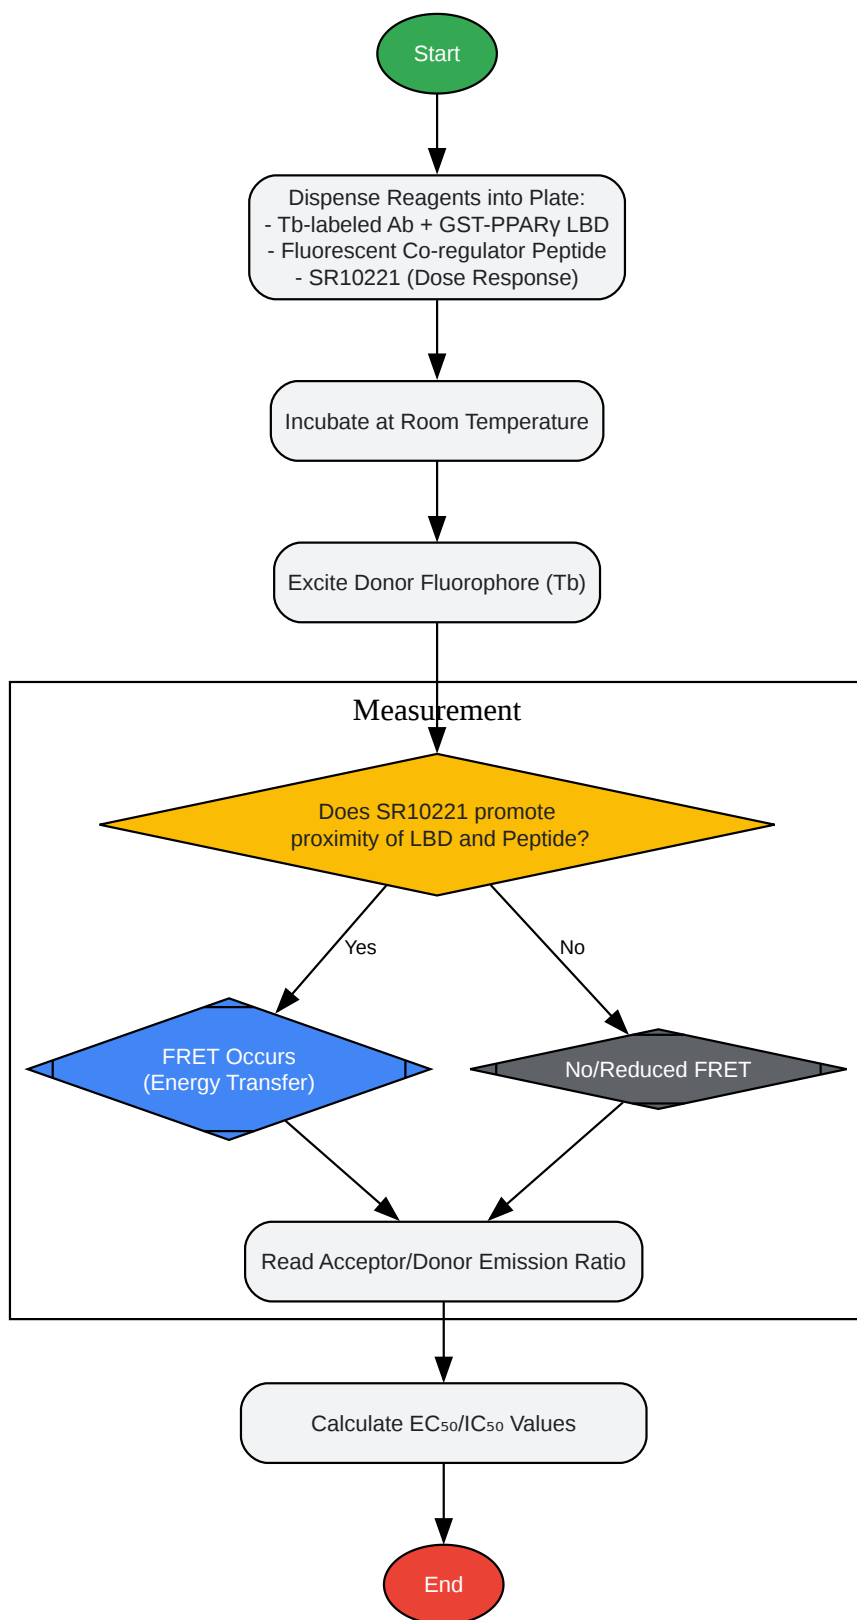 Start
Dispense Reagents into Plate:
- Tb-labeled Ab + GST-PPARγ LBD
- Fluorescent Co-regulator Peptide
- SR10221 (Dose Response)
Incubate at Room Temperature
Excite Donor Fluorophore (Tb)
Measurement
Does SR10221 promote
proximity of LBD and Peptide?
Yes
No
FRET Occurs
(Energy Transfer)
No/Reduced FRET
Read Acceptor/Donor Emission Ratio
Calculate EC₅₀/IC₅₀ Values
End